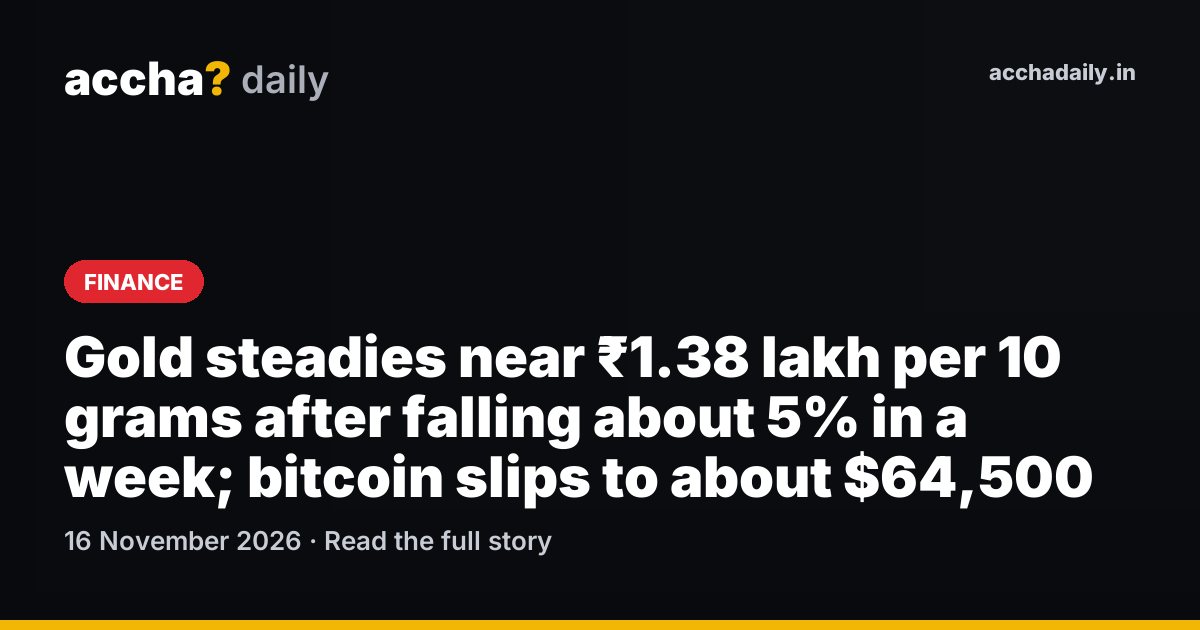 accha? daily
acchadaily.in
FINANCE
Gold steadies near ₹1.38 lakh per 10
grams after falling about 5% in a
week; bitcoin slips to about $64,500
16 November 2026 · Read the full story